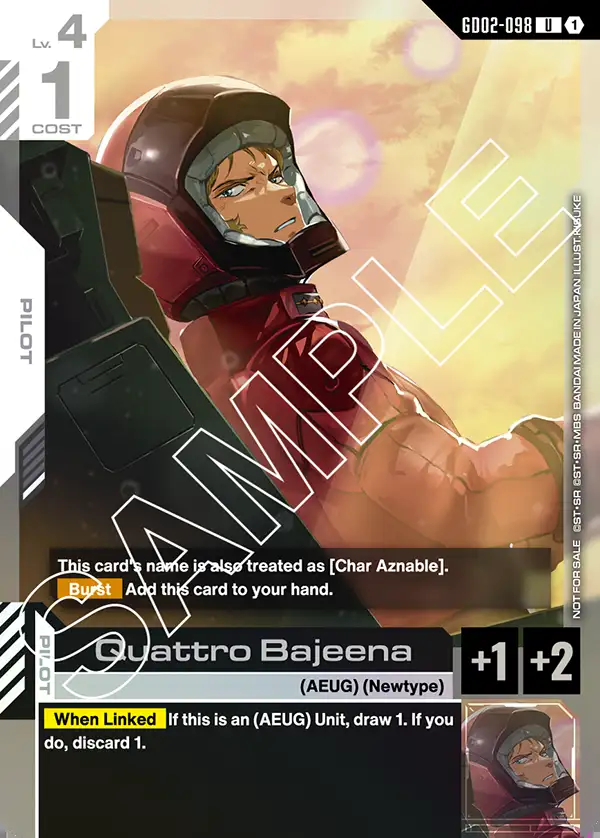 GD02-098 U 1
Lv. 4
1
COST
PILOT
SAMPLE
NOT FOR SALE ©ST・SR ©ST・SR・MBS BANDAI MADE IN JAPAN ILLUST.RISUKE
This card's name is also treated as [Char Aznable].
Burst Add this card to your hand.
PILOT
Quattro Bajeena
+1 +2
(AEUG) (Newtype)
When Linked If this is an (AEUG) Unit, draw 1. If you
do, discard 1.